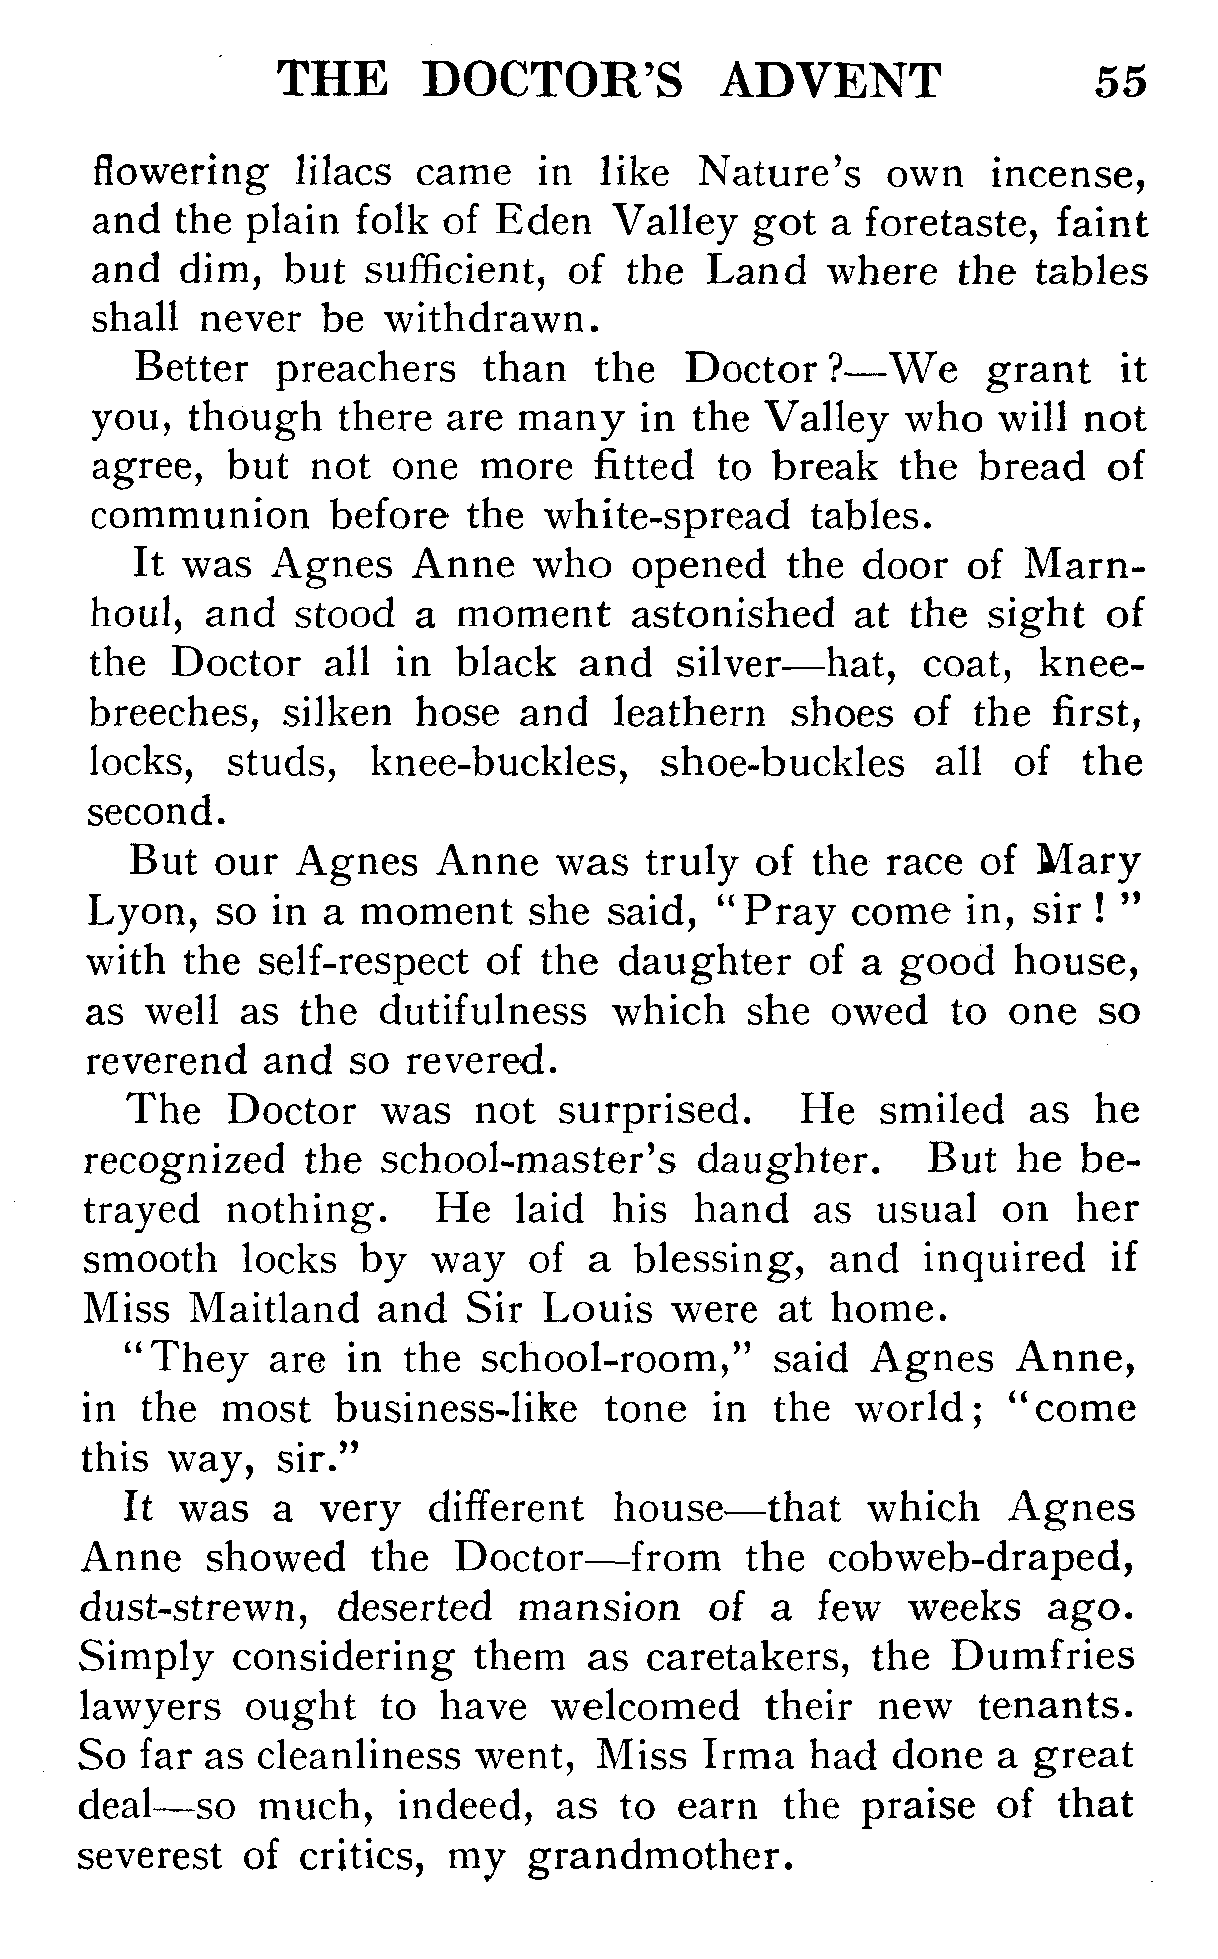 THE DOCTOR'S ADVENT 55
flowering lilacs came in like Nature's own incense,
and the plain folk of Eden Valley got a foretaste, faint
and dim, but sufficient, of the Land where the tables
shall never be withdrawn.
Better preachers than the Doctor?—We grant it
you, though there are many in the Valley who will not
agree, but not one more fitted to break the bread of
communion before the white-spread tables.
It was Agnes Anne who opened the door of Marn-
houl, and stood a moment astonished at the sight of
the Doctor all in black and silver—hat, coat, knee-
breeches, silken hose and leathern shoes of the first,
locks, studs, knee-buckles, shoe-buckles all of the
second.
But our Agnes Anne was truly of the race of Mary
Lyon, so in a moment she said, "Pray come in, sir!"
with the self-respect of the daughter of a good house,
as well as the dutifulness which she owed to one so
reverend and so revered.
The Doctor was not surprised. He smiled as he
recognized the school-master's daughter. But he be-
trayed nothing. He laid his hand as usual on her
smooth locks by way of a blessing, and inquired if
Miss Maitland and Sir Louis were at home.
"They are in the school-room," said Agnes Anne,
in the most business-like tone in the world; "come
this way, sir."
It was a very different house—that which Agnes
Anne showed the Doctor—from the cobweb-draped,
dust-strewn, deserted mansion of a few weeks ago.
Simply considering them as caretakers, the Dumfries
lawyers ought to have welcomed their new tenants.
So far as cleanliness went, Miss Irma had done a great
deal—so much, indeed, as to earn the praise of that
severest of critics, my grandmother.